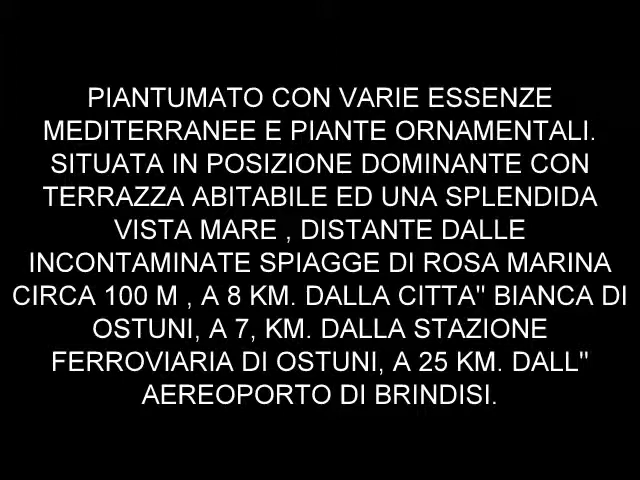 PIANTUMATO CON VARIE ESSENZE
MEDITERRANEE E PIANTE ORNAMENTALI.
SITUATA IN POSIZIONE DOMINANTE CON
TERRAZZA ABITABILE ED UNA SPLENDIDA
VISTA MARE , DISTANTE DALLE
INCONTAMINATE SPIAGGE DI ROSA MARINA
CIRCA 100 M , A 8 KM. DALLA CITTA'' BIANCA DI
OSTUNI, A 7, KM. DALLA STAZIONE
FERROVIARIA DI OSTUNI, A 25 KM. DALL''
AEREOPORTO DI BRINDISI.